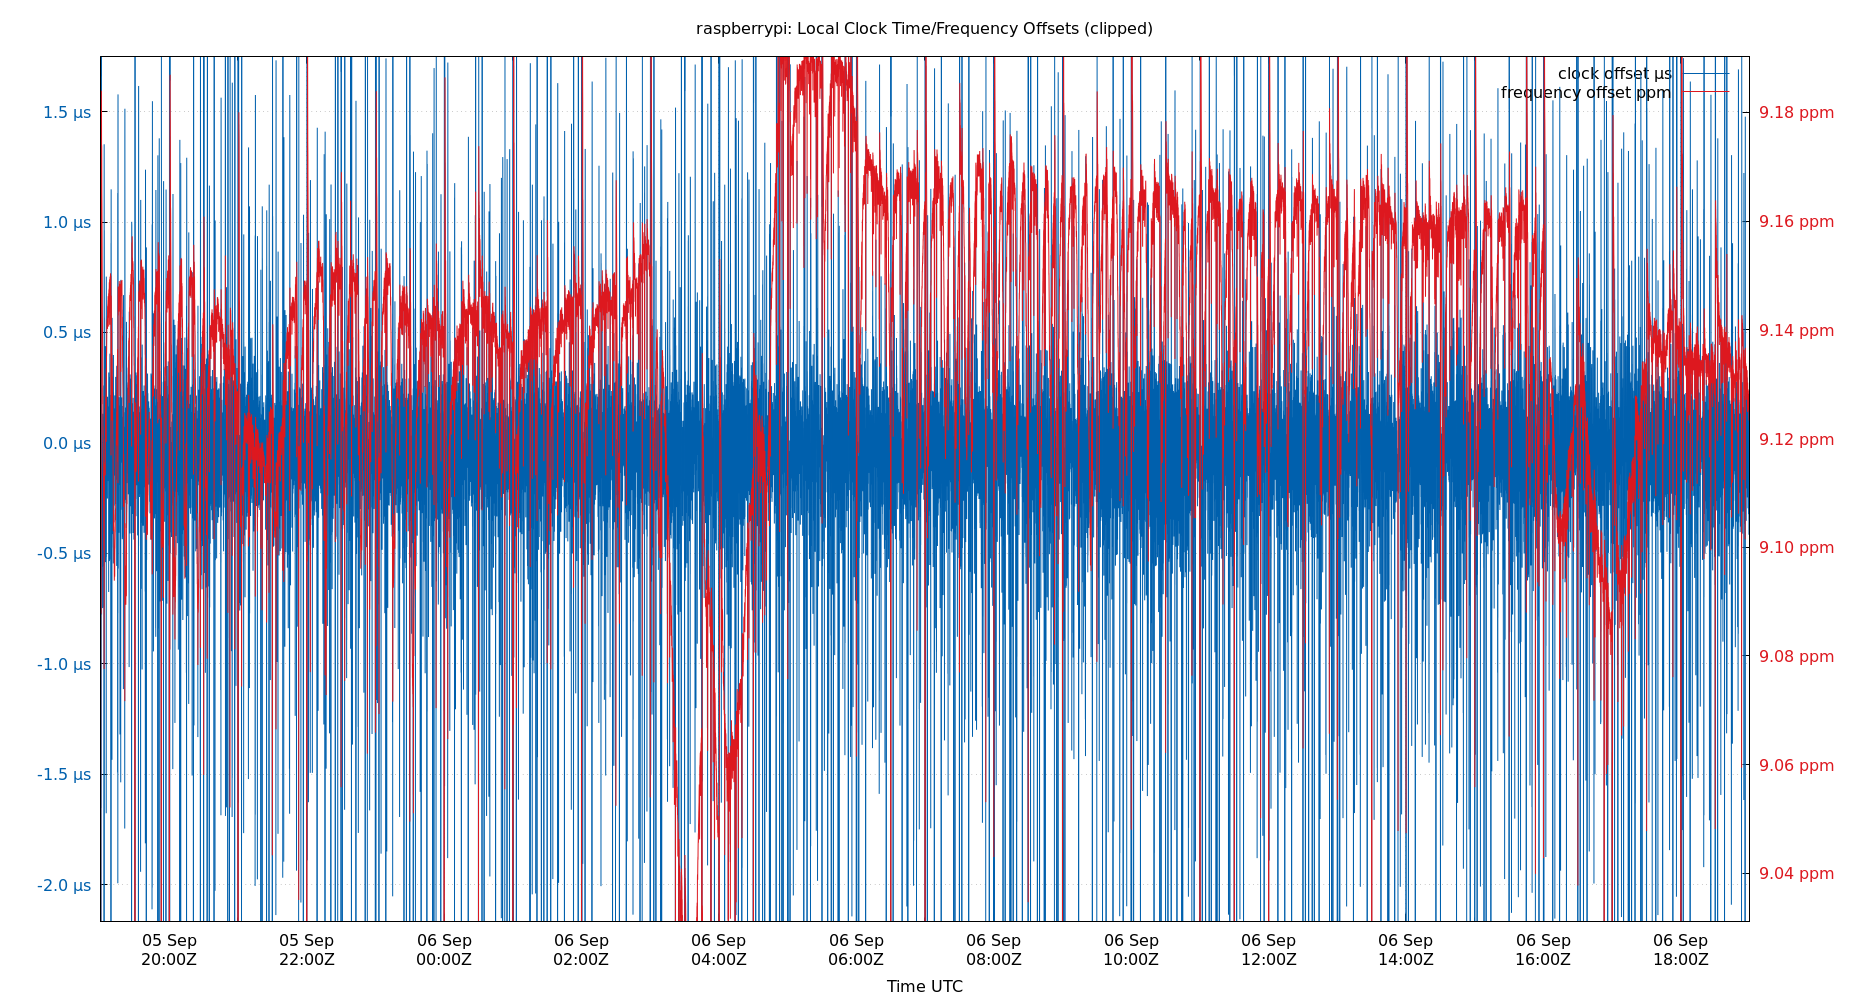 raspberrypi: Local Clock Time/Frequency Offsets (clipped)
clock offset µs
frequency offset ppm
1.5 µs
1.0 µs
0.5 µs
0.0 µs
-0.5 µs
-1.0 µs
-1.5 µs
-2.0 µs
9.18 ppm
9.16 ppm
9.14 ppm
9.12 ppm
9.10 ppm
9.08 ppm
9.06 ppm
9.04 ppm
05 Sep 05 Sep 06 Sep 06 Sep 06 Sep 06 Sep 06 Sep 06 Sep 06 Sep 06 Sep 06 Sep 06 Sep
20:00Z 22:00Z 00:00Z 02:00Z 04:00Z 06:00Z 08:00Z 10:00Z 12:00Z 14:00Z 16:00Z 18:00Z
Time UTC